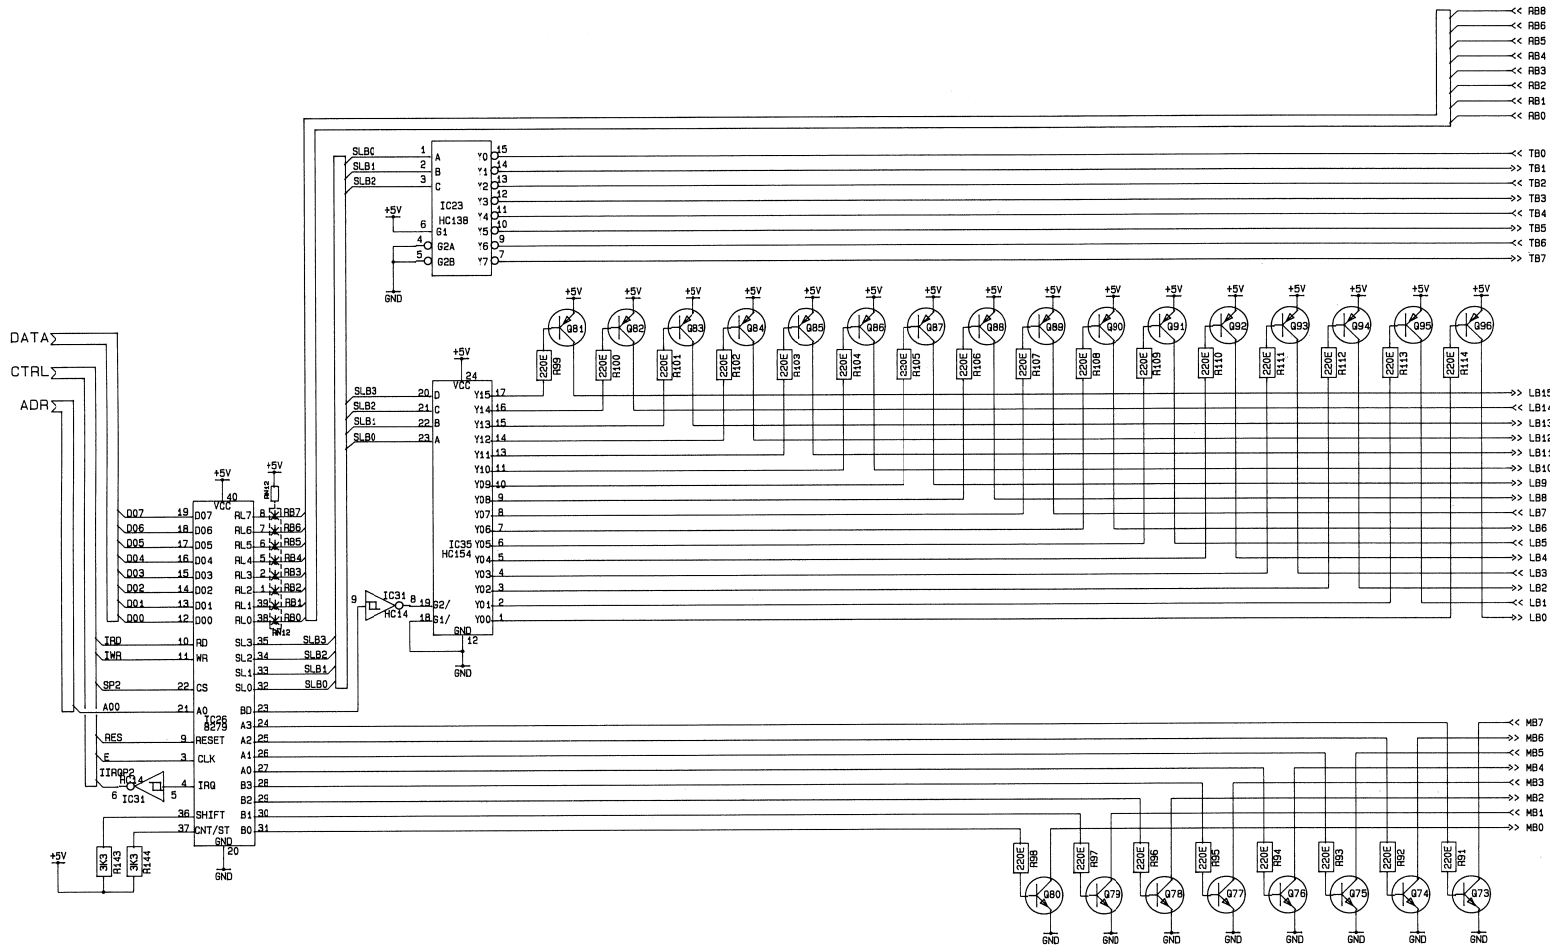 << RB8
<< RB6
<< RB5
<< RB4
<< RB3
<< RB2
<< RB1
<< RB0
SLB0 1 A Y0 15 << TB0
SLB1 2 B Y1 14 >> TB1
SLB2 3 C Y2 13 << TB2
Y3 12 >> TB3
IC23
HC138
Y4 11 << TB4
+5V 6 G1 Y5 10 >> TB5
4 G2A Y6 9 << TB6
5 G2B Y7 7 >> TB7
GND
+5V +5V +5V +5V +5V +5V +5V +5V +5V +5V +5V +5V +5V +5V +5V +5V
Q81 Q82 Q83 Q84 Q85 Q86 Q87 Q88 Q89 Q90 Q91 Q92 Q93 Q94 Q95 Q96
220E 220E 220E 220E 220E 220E 220E 220E 220E 220E 220E 220E 220E 220E 220E 220E
R99 R100 R101 R102 R103 R104 R105 R106 R107 R108 R109 R110 R111 R112 R113 R114
DATA
CTRL
ADR
+5V
24
VCC
SLB3 20 D Y15 17 >> LB15
SLB2 21 C Y14 16 << LB14
SLB1 22 B Y13 15 >> LB13
SLB0 23 A Y12 14 >> LB12
Y11 13 >> LB11
Y10 11 >> LB10
Y09 10 >> LB9
Y08 9 >> LB8
Y07 8 << LB7
Y06 7 >> LB6
IC35
HC154
Y05 6 << LB5
Y04 5 >> LB4
Y03 4 << LB3
Y02 3 >> LB2
Y01 2 << LB1
Y00 1 >> LB0
9 IC31 HC14 8 19 G2/
18 G1/
GND
12
GND
+5V
40
VCC
+5V
RN12
D07 19 D07 RL7 8 RB7
D06 18 D06 RL6 7 RB6
D05 17 D05 RL5 6 RB5
D04 16 D04 RL4 5 RB4
D03 15 D03 RL3 2 RB3
D02 14 D02 RL2 1 RB2
D01 13 D01 RL1 39 RB1
D00 12 D00 RL0 38 RB0
RN12
IRD 10 RD SL3 35 SLB3
IWR 11 WR SL2 34 SLB2
SL1 33 SLB1
SP2 22 CS SL0 32 SLB0
A00 21 A0 BD 23
IC26
8279
A3 24 << MB7
RES 9 RESET A2 25 >> MB6
E 3 CLK A1 26 << MB5
A0 27 >> MB4
IIRQP2
HC14
6 IC31 5
4 IRQ B3 28 << MB3
B2 29 >> MB2
36 SHIFT B1 30 << MB1
37 CNT/ST B0 31 >> MB0
GND
20
GND
+5V
3K3 R143
3K3 R144
220E 220E 220E 220E 220E 220E 220E 220E
R98 R97 R96 R95 R94 R93 R92 R91
Q80 Q79 Q78 Q77 Q76 Q75 Q74 Q73
GND GND GND GND GND GND GND GND